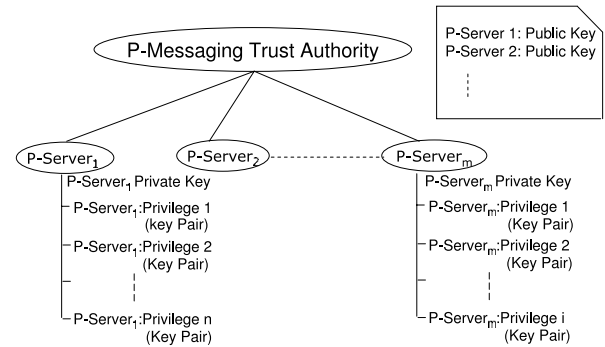 P-Messaging Trust Authority
P-Server 1: Public Key
P-Server 2: Public Key
P-Server1
P-Server2
P-Serverm
P-Server1 Private Key
P-Server1:Privilege 1
(key Pair)
P-Server1:Privilege 2
(Key Pair)
P-Server1:Privilege n
(Key Pair)
P-Serverm Private Key
P-Serverm:Privilege 1
(Key Pair)
P-Serverm:Privilege 2
(Key Pair)
P-Serverm:Privilege i
(Key Pair)